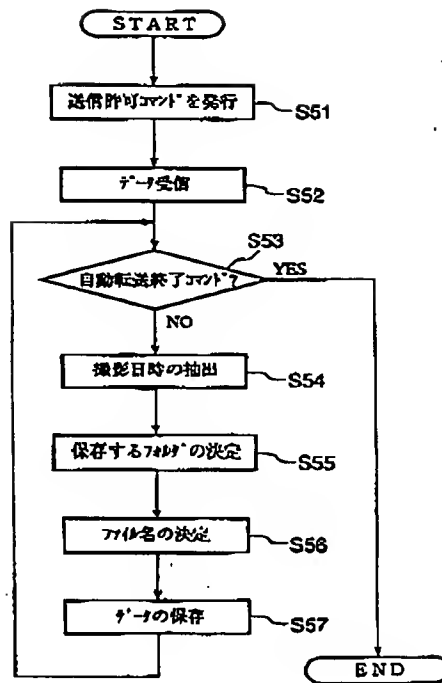 START
送信許可ｺﾏﾝﾄﾞを発行
S51
ﾃﾞｰﾀ受信
S52
S53
自動転送終了ｺﾏﾝﾄﾞ?
YES
NO
撮影日時の抽出
S54
保存するﾌｫﾙﾀﾞの決定
S55
ﾌｧｲﾙ名の決定
S56
ﾃﾞｰﾀの保存
S57
END